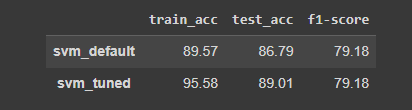 train_acc test_acc f1-score
svm_default 89.57 86.79 79.18
svm_tuned 95.58 89.01 79.18